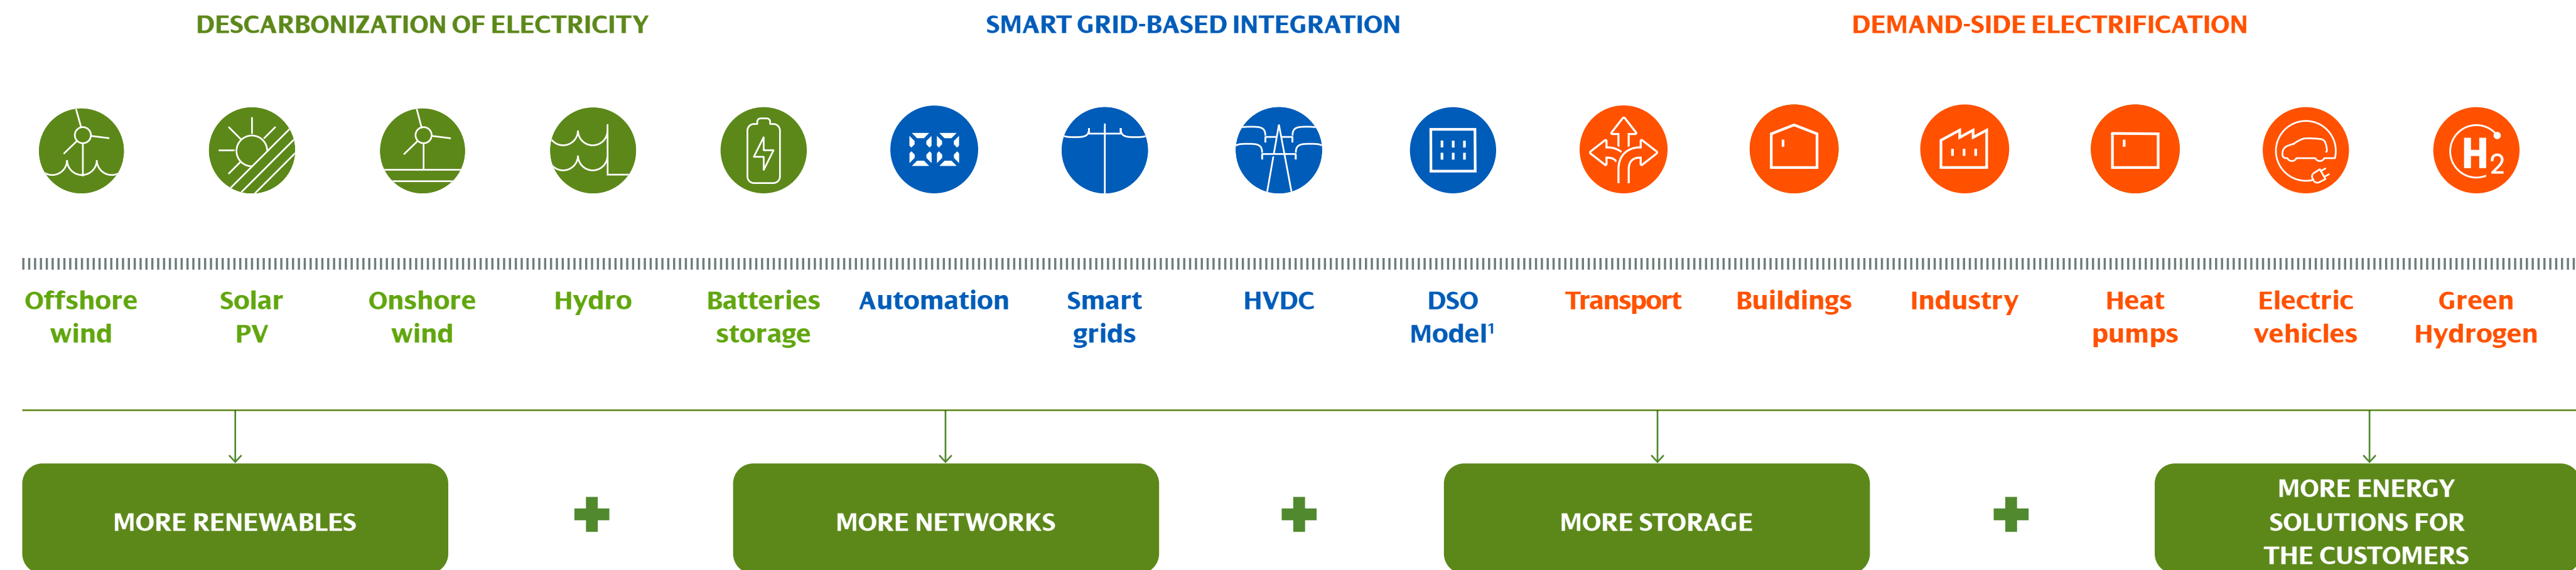 DESCARBONIZATION OF ELECTRICITY
SMART GRID-BASED INTEGRATION
DEMAND-SIDE ELECTRIFICATION
H2
Offshore
wind
Solar
PV
Onshore
wind
Hydro
Batteries
storage
Automation
Smart
grids
HVDC
DSO
Model¹
Transport
Buildings
Industry
Heat
pumps
Electric
vehicles
Green
Hydrogen
MORE RENEWABLES
MORE NETWORKS
MORE STORAGE
MORE ENERGY
SOLUTIONS FOR
THE CUSTOMERS